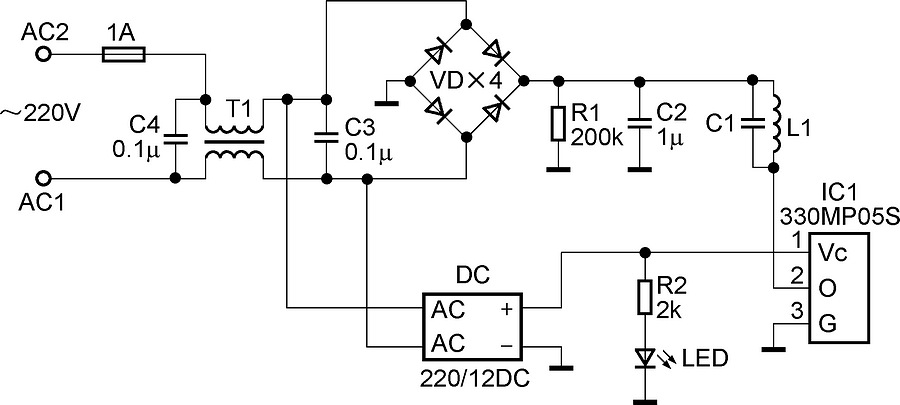 AC2
1A
~220V
C4
0.1μ
T1
C3
0.1μ
AC1
VD×4
R1
200k
C2
1μ
C1
L1
IC1
330MP05S
1
Vc
2
O
3
G
DC
AC
+
AC
−
220/12DC
R2
2k
LED